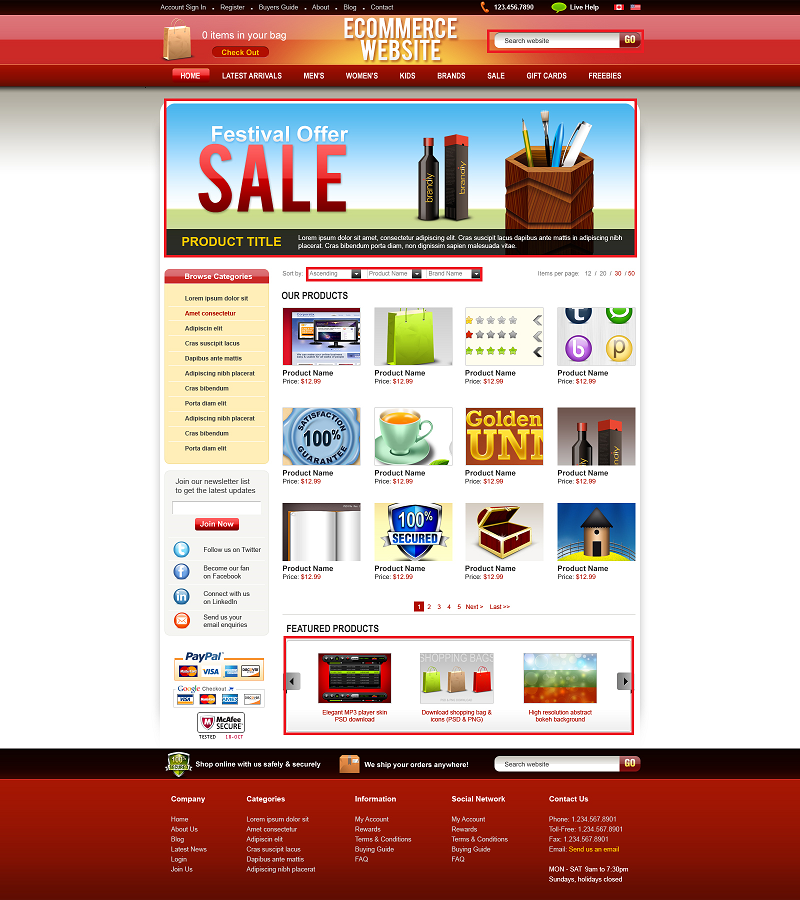 Account Sign In • Register • Buyers Guide • About • Blog • Contact
123.456.7890
Live Help
0 items in your bag
Check Out
ECOMMERCE
WEBSITE
Search website
GO
HOME LATEST ARRIVALS MEN'S WOMEN'S KIDS BRANDS SALE GIFT CARDS FREEBIES
Festival Offer
SALE
brandly
brandly
PRODUCT TITLE
Lorem ipsum dolor sit amet, consectetur adipiscing elit. Cras suscipit lacus dapibus ante mattis in adipiscing nibh
placerat. Cras bibendum porta diam, non dignissim sapien malesuada vitae.
Browse Categories
Lorem ipsum dolor sit
Amet consectetur
Adipiscin elit
Cras suscipit lacus
Dapibus ante mattis
Adipiscing nibh placerat
Cras bibendum
Porta diam elit
Adipiscing nibh placerat
Cras bibendum
Porta diam elit
Join our newsletter list
to get the latest updates
Join Now
Follow us on Twitter
Become our fan
on Facebook
Connect with
us on LinkedIn
Send us your
email enquiries
PayPal
VISA
DISCOVER
Google Checkout
VISA
McAfee
SECURE
TESTED 18-OCT
Sort by: Ascending Product Name Brand Name
Items per page: 12 / 20 / 30 / 50
OUR PRODUCTS
Product Name
Price: $12.99
Product Name
Price: $12.99
Product Name
Price: $12.99
b
p
Product Name
Price: $12.99
SATISFACTION
100%
GUARANTEE
Product Name
Price: $12.99
Product Name
Price: $12.99
Golden
UNN
Product Name
Price: $12.99
brandly
Product Name
Price: $12.99
Product Name
Price: $12.99
100%
SECURED
Product Name
Price: $12.99
Product Name
Price: $12.99
Product Name
Price: $12.99
1 2 3 4 5 Next > Last >>
FEATURED PRODUCTS
Elegant MP3 player skin
PSD download
SHOPPING BAGS
Download shopping bag &
icons (PSD & PNG)
High resolution abstract
bokeh background
Shop online with us safely & securely
We ship your orders anywhere!
Search website
GO
Company
Home
About Us
Blog
Latest News
Login
Join Us
Categories
Lorem ipsum dolor sit
Amet consectetur
Adipiscin elit
Cras suscipit lacus
Dapibus ante mattis
Adipiscing nibh placerat
Information
My Account
Rewards
Terms & Conditions
Buying Guide
FAQ
Social Network
My Account
Rewards
Terms & Conditions
Buying Guide
FAQ
Contact Us
Phone: 1.234.567.8901
Toll-Free: 1.234.567.8901
Fax: 1.234.567.8901
Email: Send us an email
MON - SAT 9am to 7:30pm
Sundays, holidays closed